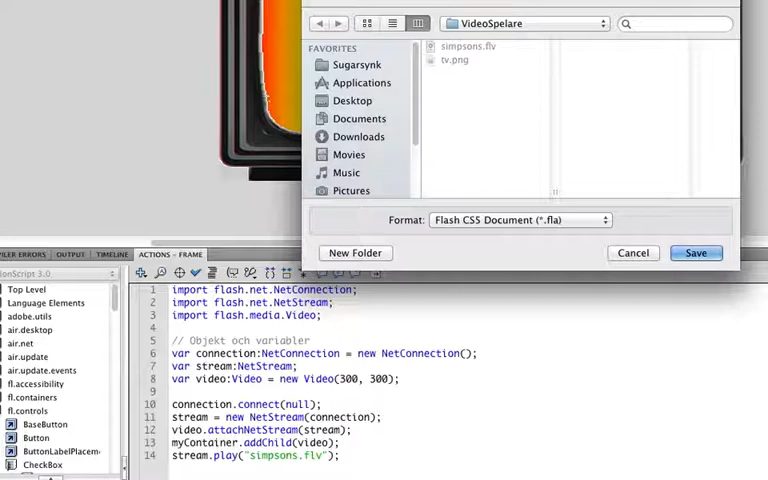 VideoSpelare
FAVORITES
Sugarsynk
Applications
Desktop
Documents
Downloads
Movies
Music
Pictures
simpsons.flv
tv.png
Format: Flash CS5 Document (*.fla)
New Folder
Cancel
Save
ERRORS
OUTPUT
TIMELINE
ACTIONS – FRAME
3.0
Top Level
Language Elements
adobe.utils
air.desktop
air.net
air.update
air.update.events
fl.accessibility
fl.containers
fl.controls
BaseButton
Button
ButtonLabelPlacem
CheckBox
1 import flash.net.NetConnection;
2 import flash.net.NetStream;
3 import flash.media.Video;
4
5 // Objekt och variabler
6 var connection:NetConnection = new NetConnection();
7 var stream:NetStream;
8 var video:Video = new Video(300, 300);
9
10 connection.connect(null);
11 stream = new NetStream(connection);
12 video.attachNetStream(stream);
13 myContainer.addChild(video);
14 stream.play("simpsons.flv");